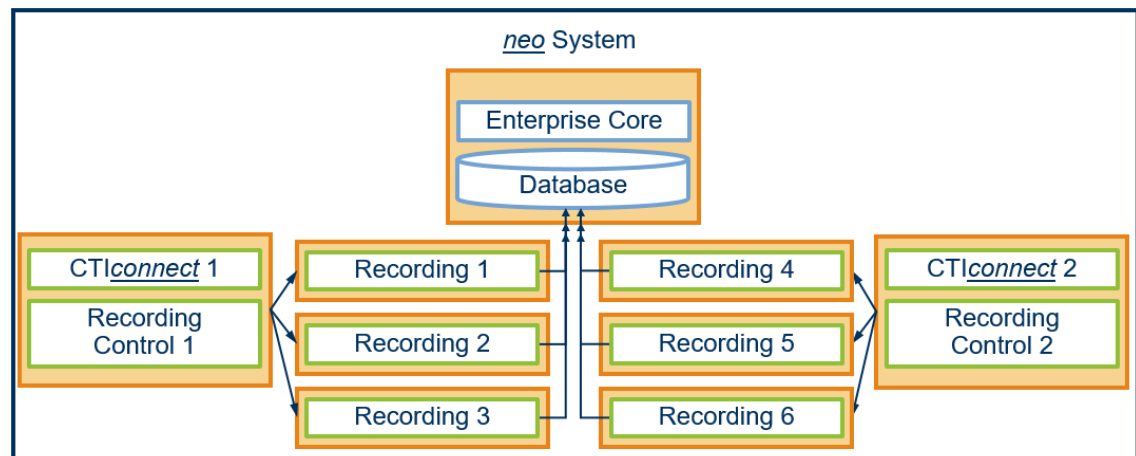 neo System
Enterprise Core
Database
CTIconnect 1
Recording
Control 1
Recording 1
Recording 2
Recording 3
Recording 4
Recording 5
Recording 6
CTIconnect 2
Recording
Control 2